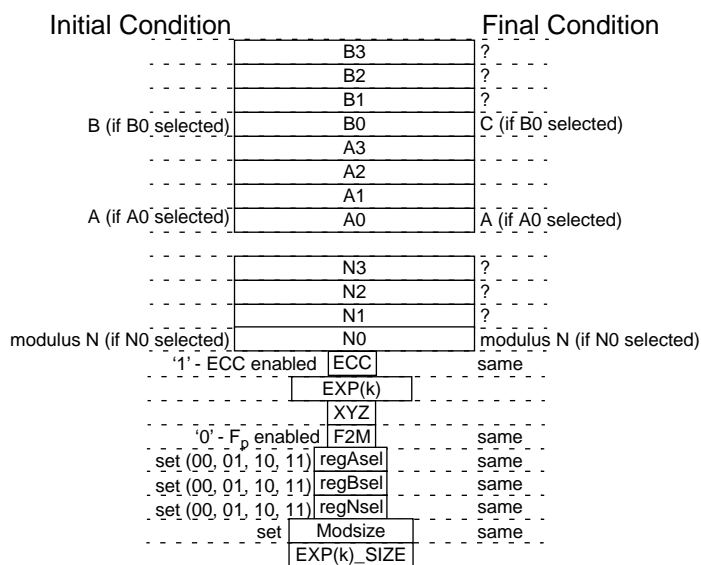 Initial Condition Final Condition
B3 ?
B2 ?
B1 ?
B (if B0 selected) B0 C (if B0 selected)
A3
A2
A1
A (if A0 selected) A0 A (if A0 selected)
N3 ?
N2 ?
N1 ?
modulus N (if N0 selected) N0 modulus N (if N0 selected)
‘1’ - ECC enabled ECC same
EXP(k)
XYZ
‘0’ - Fp enabled F2M same
set (00, 01, 10, 11) regAsel same
set (00, 01, 10, 11) regBsel same
set (00, 01, 10, 11) regNsel same
set Modsize same
EXP(k)_SIZE